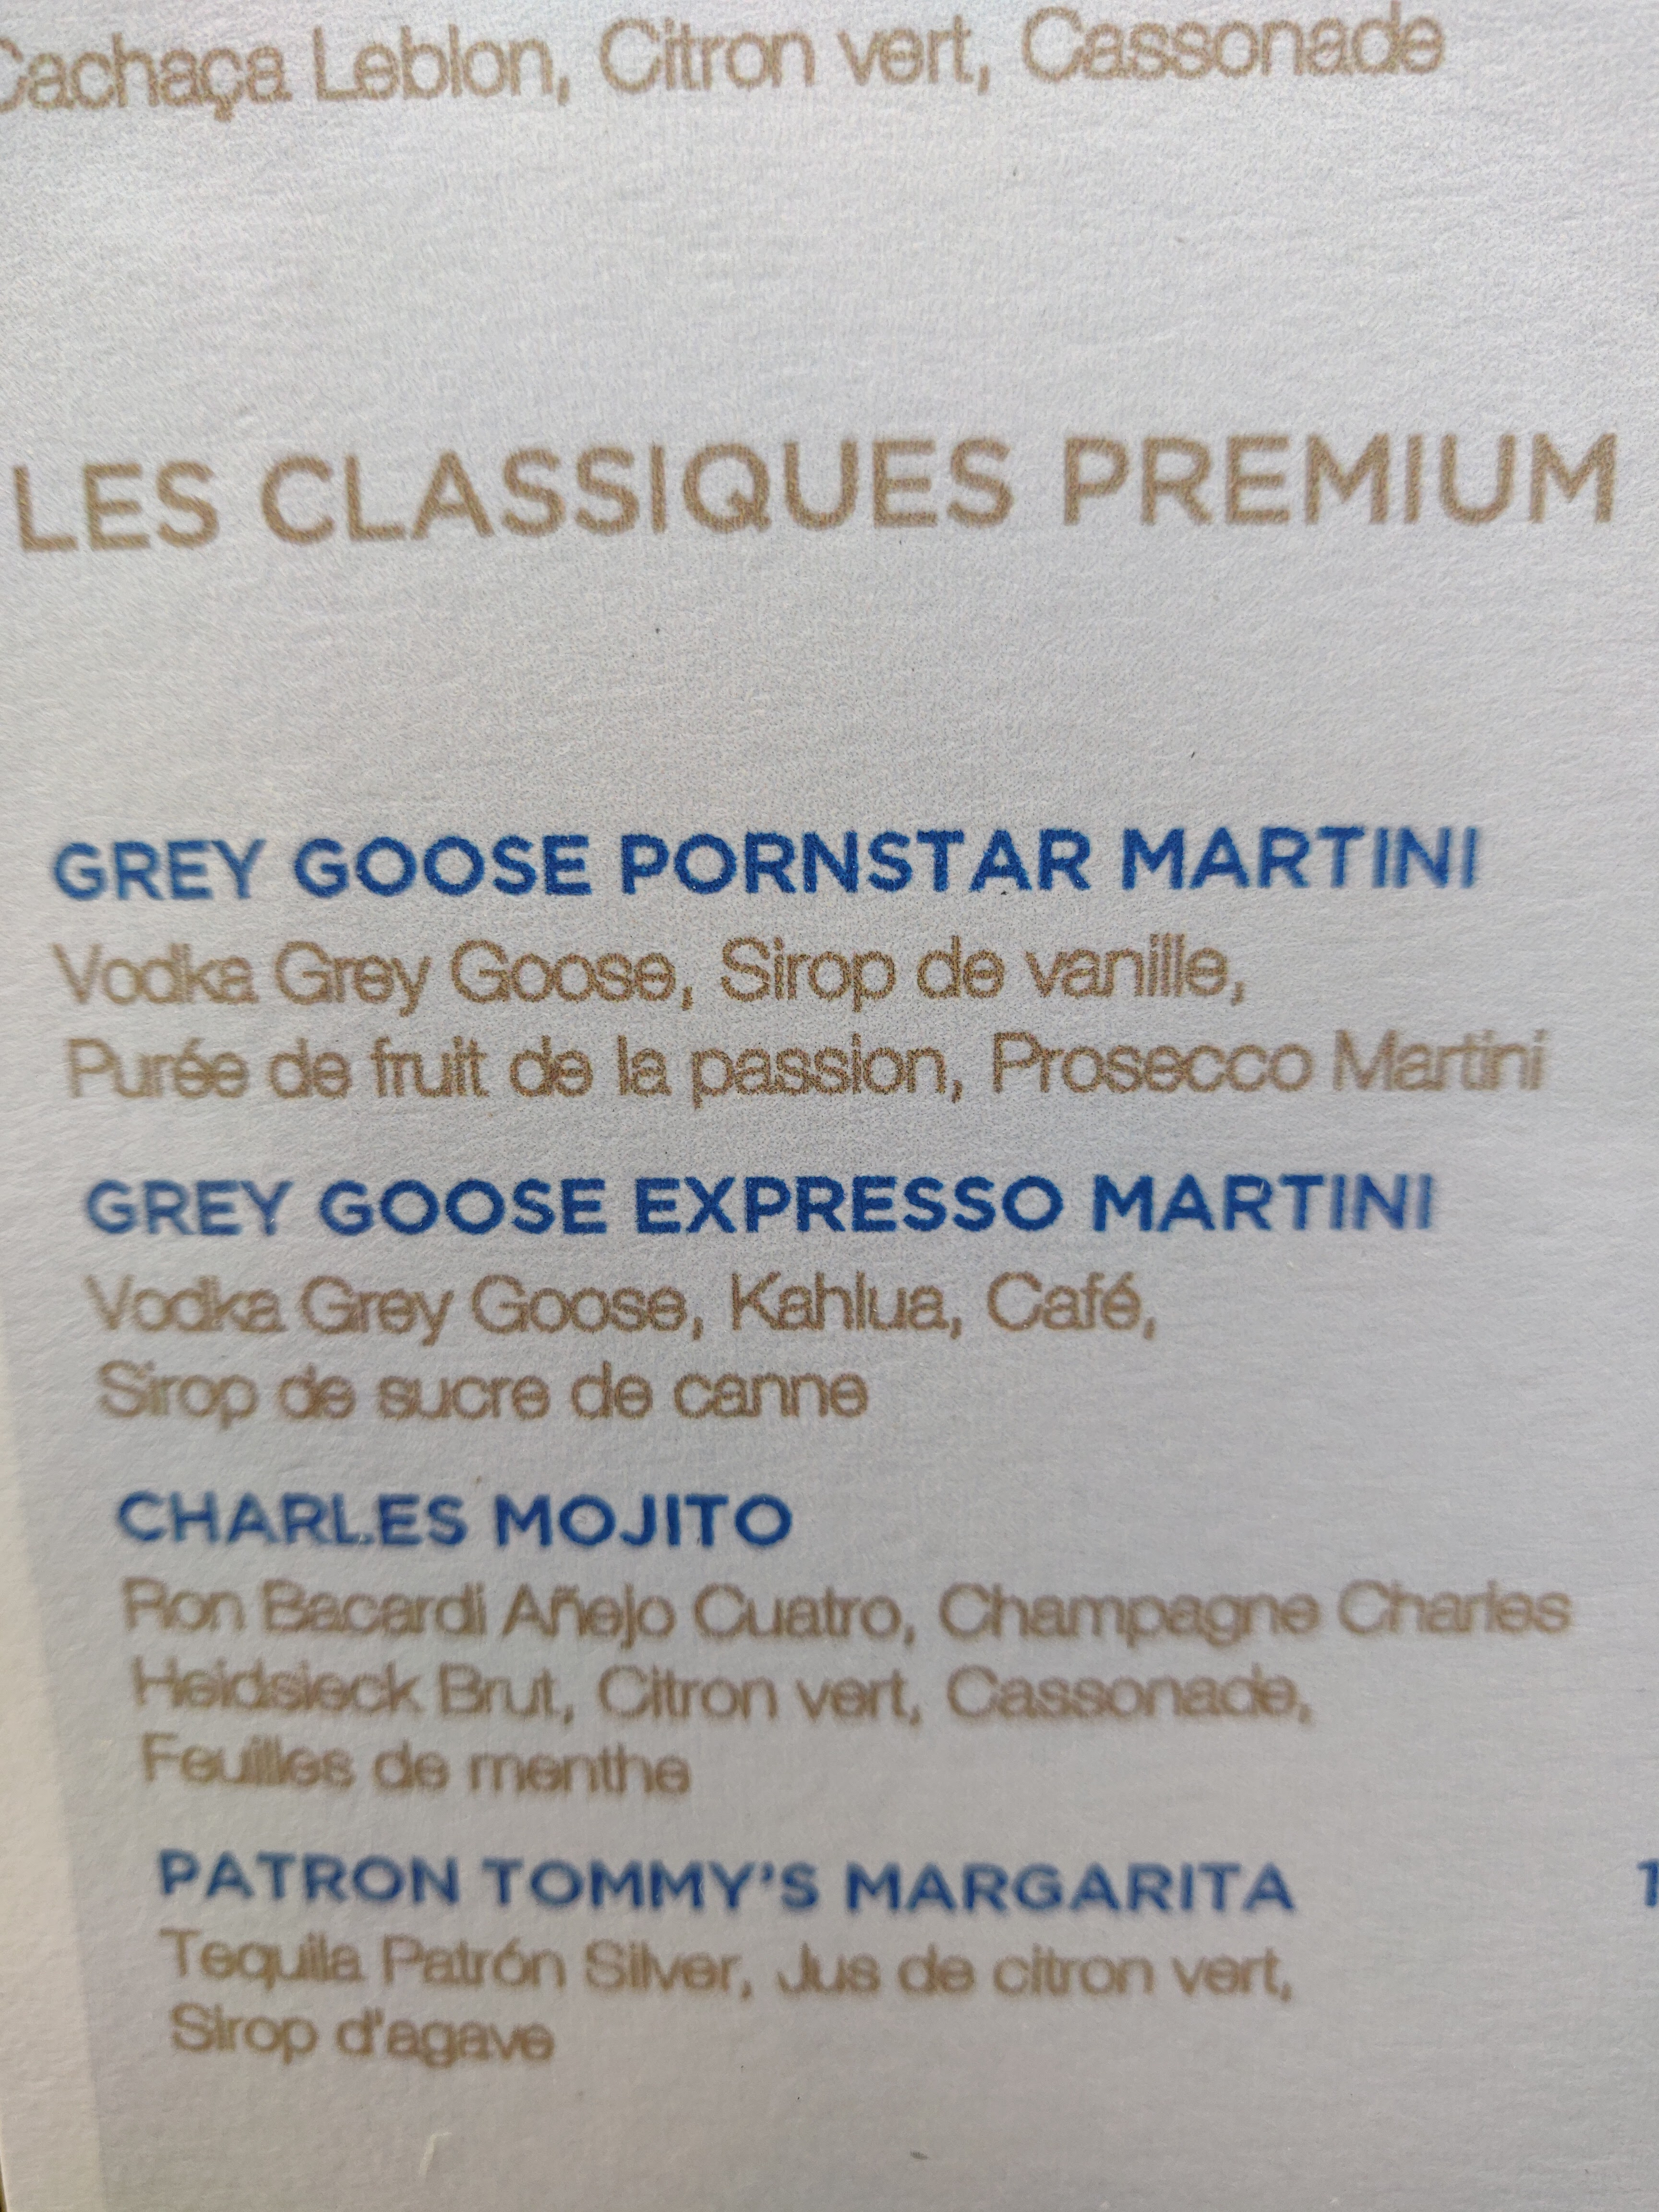 Cachaça Leblon, Citron vert, Cassonade
LES CLASSIQUES PREMIUM
GREY GOOSE PORNSTAR MARTINI
Vodka Grey Goose, Sirop de vanille,
Purée de fruit de la passion, Prosecco Martini
GREY GOOSE EXPRESSO MARTINI
Vodka Grey Goose, Kahlua, Café,
Sirop de sucre de canne
CHARLES MOJITO
Ron Bacardi Añejo Cuatro, Champagne Charles
Heidsieck Brut, Citron vert, Cassonade,
Feuilles de menthe
PATRON TOMMY'S MARGARITA 1
Tequila Patrón Silver, Jus de citron vert,
Sirop d'agave